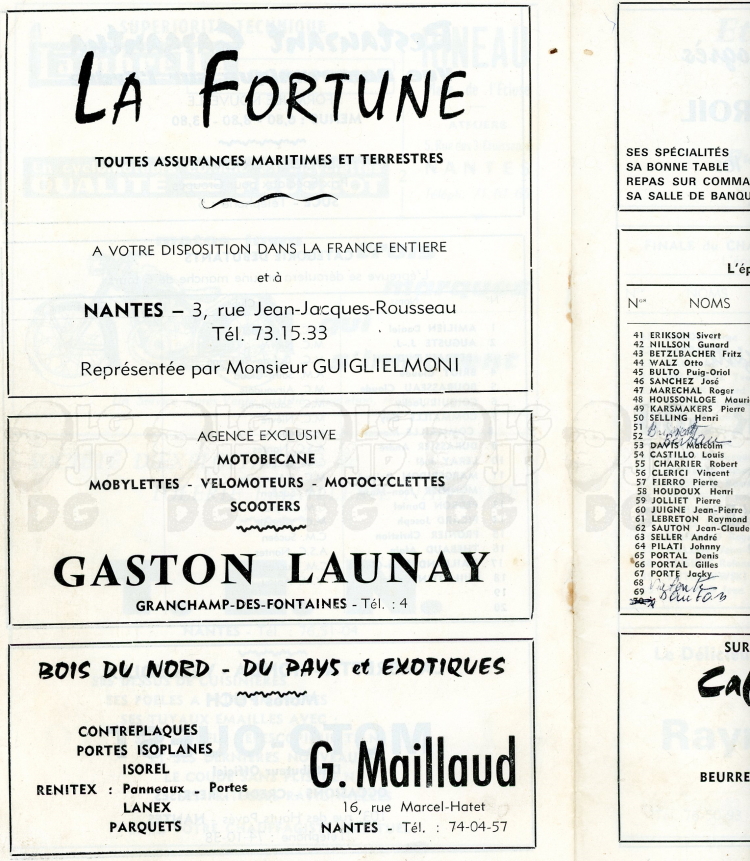 LA FORTUNE
TOUTES ASSURANCES MARITIMES ET TERRESTRES
A VOTRE DISPOSITION DANS LA FRANCE ENTIERE
et à
NANTES – 3, rue Jean-Jacques-Rousseau
Tél. 73.15.33
Représentée par Monsieur GUIGLIELMONI
AGENCE EXCLUSIVE
MOTOBECANE
MOBYLETTES - VELOMOTEURS - MOTOCYCLETTES
SCOOTERS
GASTON LAUNAY
GRANCHAMP-DES-FONTAINES - Tél. : 4
BOIS DU NORD - DU PAYS et EXOTIQUES
CONTREPLAQUES
PORTES ISOPLANES
ISOREL
RENITEX : Panneaux - Portes
LANEX
PARQUETS
G. Maillaud
16, rue Marcel-Hatet
NANTES - Tél. : 74-04-57
SES SPÉCIALITÉS
SA BONNE TABLE
REPAS SUR COMMA
SA SALLE DE BANQU
L'ép
Nos NOMS
41 ERIKSON Sivert
42 NILLSON Gunard
43 BETZLBACHER Fritz
44 WALZ Otto
45 BULTO Puig-Oriol
46 SANCHEZ José
47 MARECHAL Roger
48 HOUSSONLOGE Mauri
49 KARSMAKERS Pierre
50 SELLING Henri
51
52
53 DAVIS Malcolm
54 CASTILLO Louis
55 CHARRIER Robert
56 CLERICI Vincent
57 FIERRO Pierre
58 HOUDOUX Henri
59 JOLLIET Pierre
60 JUIGNE Jean-Pierre
61 LEBRETON Raymond
62 SAUTON Jean-Claude
63 SELLER André
64 PILATI Johnny
65 PORTAL Denis
66 PORTAL Gilles
67 PORTE Jacky
68
69
SUR
Ca
BEURRE